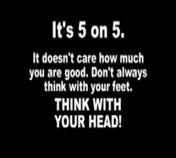 It's 5 on 5.
It doesn't care how much
you are good. Don't always
think with your feet.
THINK WITH
YOUR HEAD!